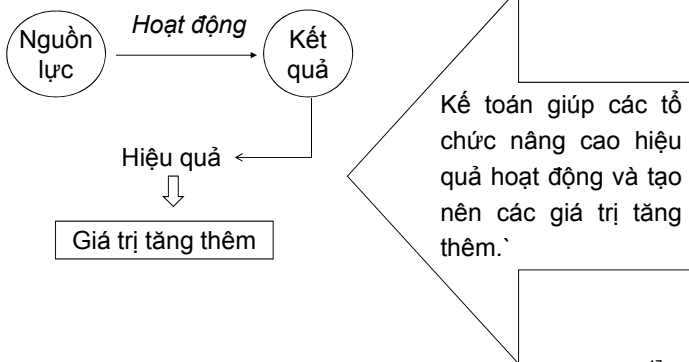 Hoạt động
Nguồn
lực
Kết
quả
Hiệu quả
Giá trị tăng thêm
Kế toán giúp các tổ
chức nâng cao hiệu
quả hoạt động và tạo
nên các giá trị tăng
thêm.`